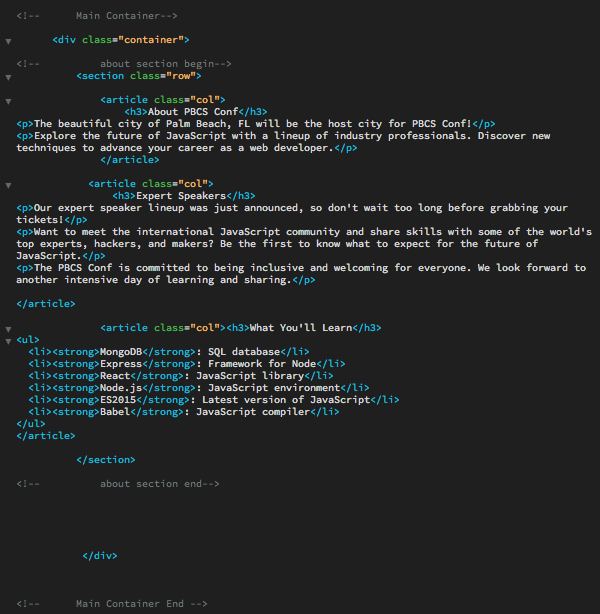 <!--      Main Container-->
<div class="container">
<!--          about section begin-->
<section class="row">
<article class="col">
<h3>About PBCS Conf</h3>
<p>The beautiful city of Palm Beach, FL will be the host city for PBCS Conf!</p>
<p>Explore the future of JavaScript with a lineup of industry professionals. Discover new
techniques to advance your career as a web developer.</p>
</article>
<article class="col">
<h3>Expert Speakers</h3>
<p>Our expert speaker lineup was just announced, so don't wait too long before grabbing your
tickets!</p>
<p>Want to meet the international JavaScript community and share skills with some of the world's
top experts, hackers, and makers? Be the first to know what to expect for the future of
JavaScript.</p>
<p>The PBCS Conf is committed to being inclusive and welcoming for everyone. We look forward to
another intensive day of learning and sharing.</p>
</article>
<article class="col"><h3>What You'll Learn</h3>
<ul>
<li><strong>MongoDB</strong>: SQL database</li>
<li><strong>Express</strong>: Framework for Node</li>
<li><strong>React</strong>: JavaScript library</li>
<li><strong>Node.js</strong>: JavaScript environment</li>
<li><strong>ES2015</strong>: Latest version of JavaScript</li>
<li><strong>Babel</strong>: JavaScript compiler</li>
</ul>
</article>
</section>
<!--          about section end-->
</div>
<!--      Main Container End -->